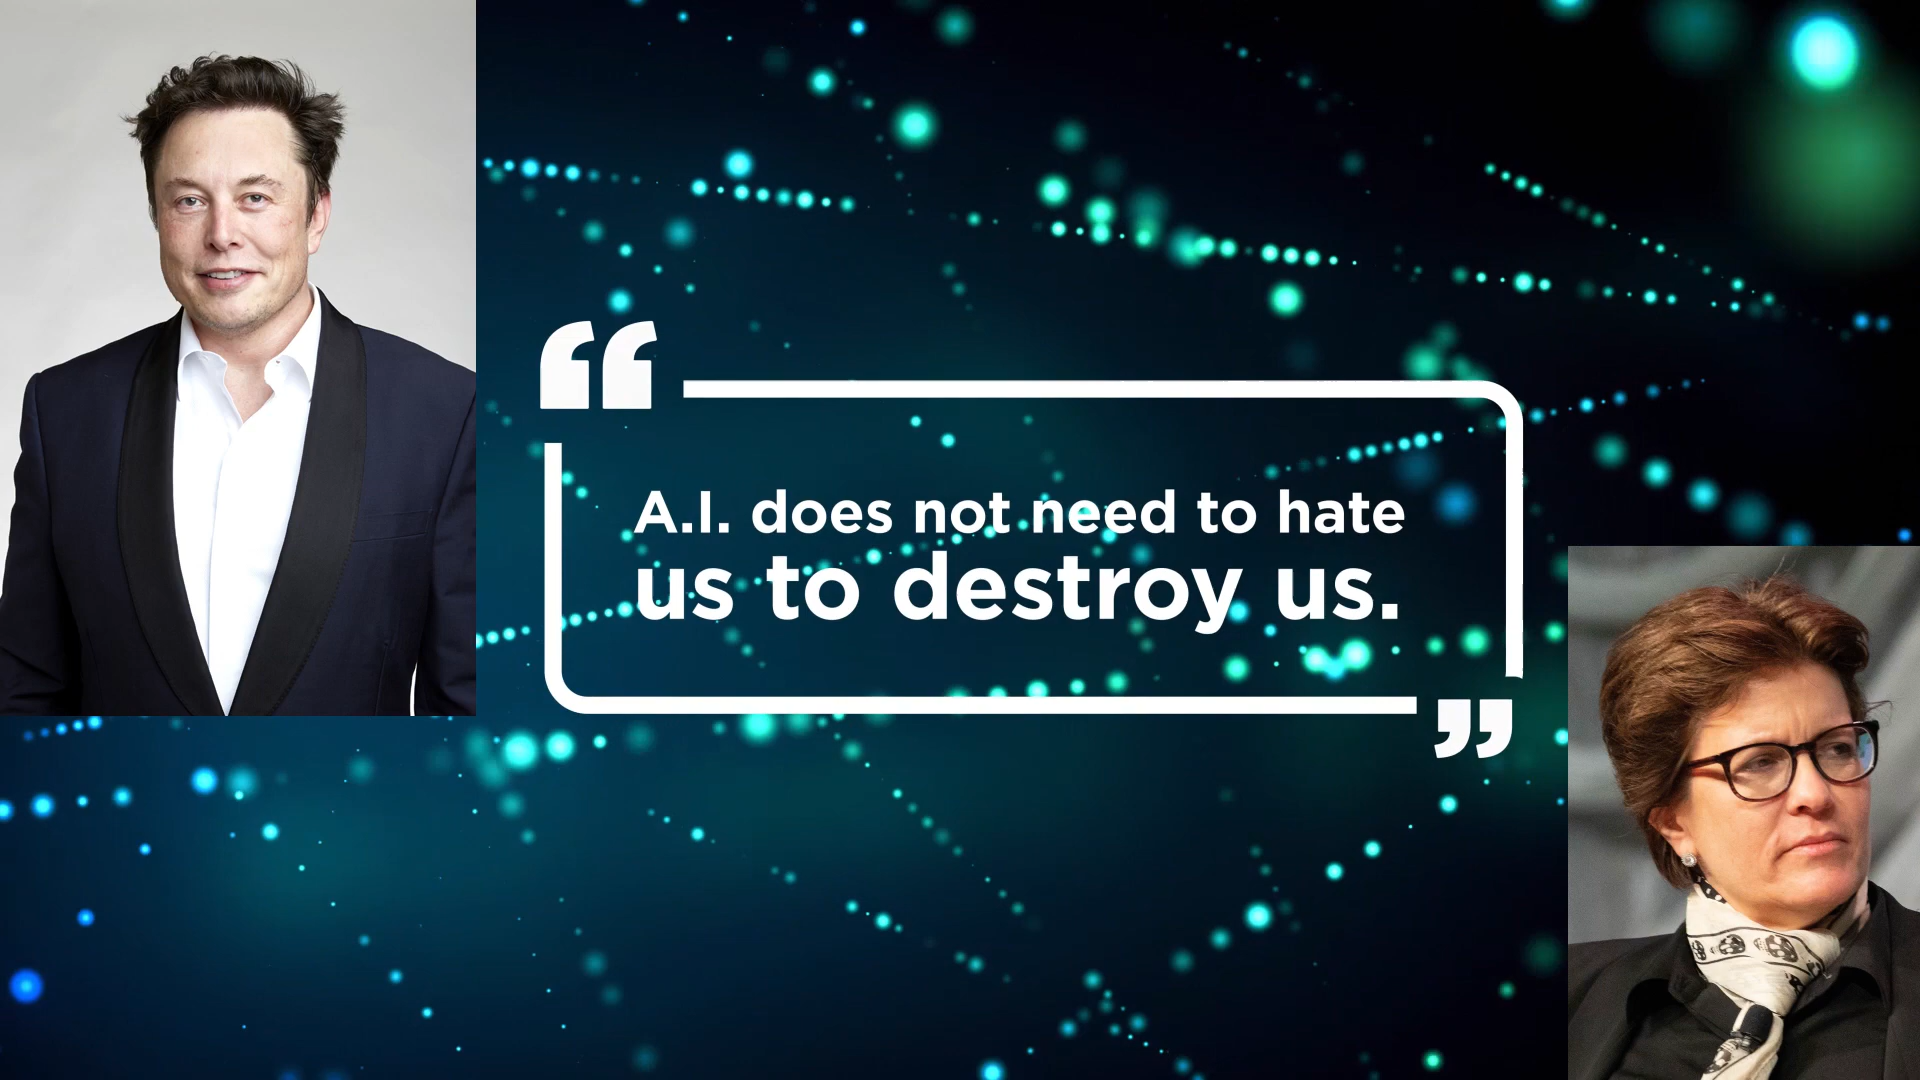 “
A.I. does not need to hate
us to destroy us.
”